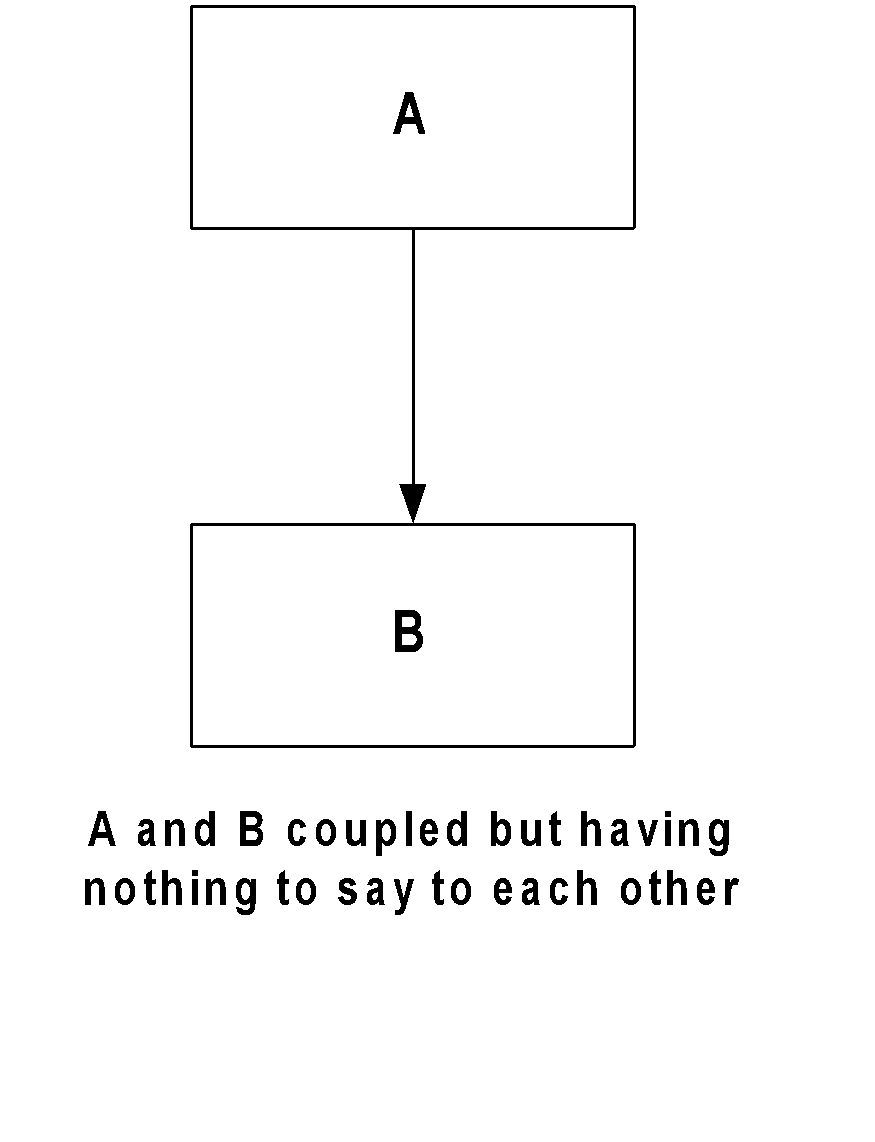 A
B
A and B coupled but having
nothing to say to each other